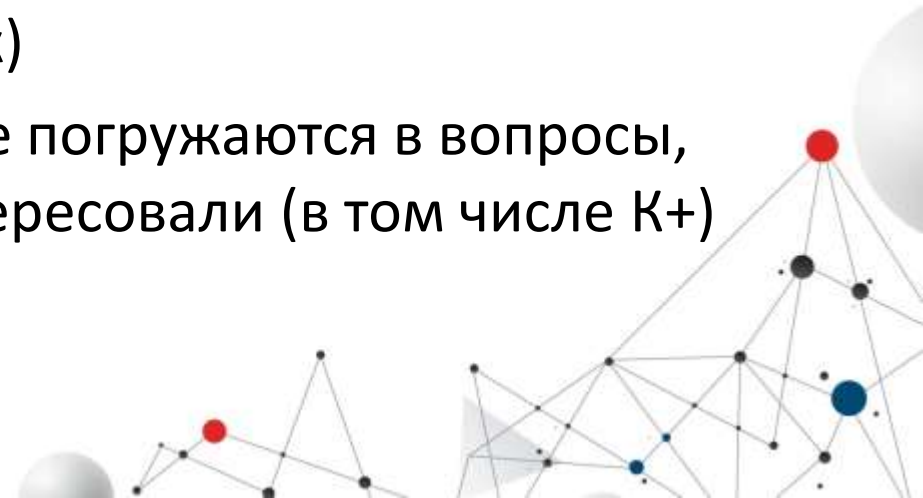 )
е погружаются в вопросы,
ересовали (в том числе К+)